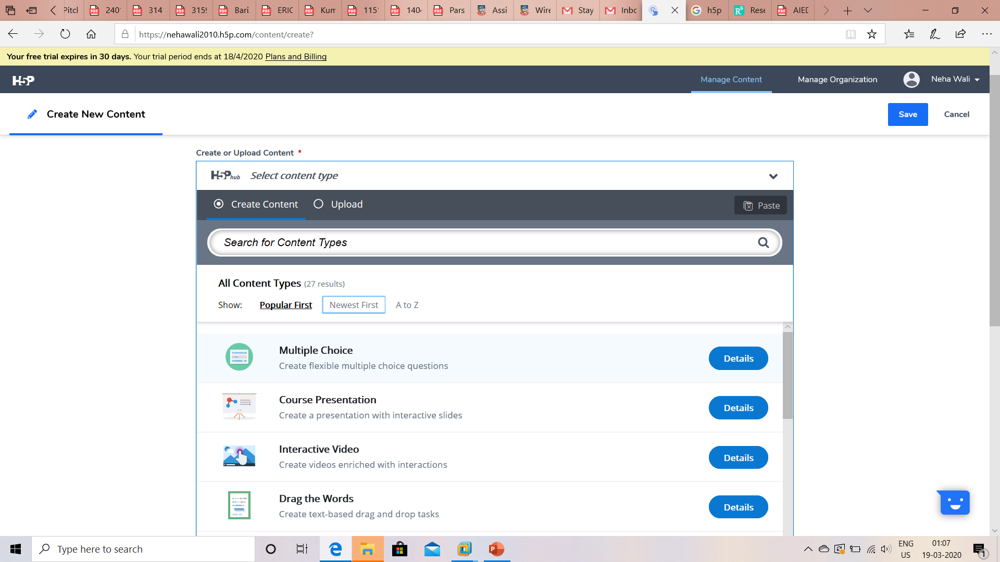 Pitcl 240 314 3159 Bari. ERIC Kum 115 140 Pars Assi Wire Stay Inbc h5p Rese AIED
https://nehawali2010.h5p.com/content/create?
Your free trial expires in 30 days. Your trial period ends at 18/4/2020 Plans and Billing
H5P Manage Content Manage Organization Neha Wali
Create New Content Save Cancel
Create or Upload Content *
H5P hub Select content type
Create Content Upload Paste
Search for Content Types
All Content Types (27 results)
Show: Popular First Newest First A to Z
Multiple Choice
Create flexible multiple choice questions
Details
Course Presentation
Create a presentation with interactive slides
Details
Interactive Video
Create videos enriched with interactions
Details
Drag the Words
Create text-based drag and drop tasks
Details
Type here to search
ENG
US
01:07
19-03-2020
1